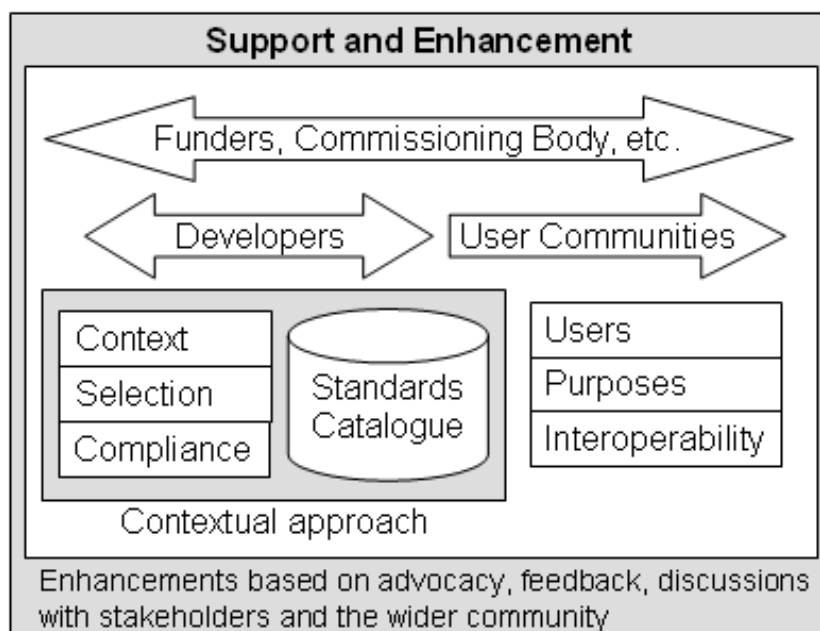 Support and Enhancement
Funders, Commissioning Body, etc.
Developers
User Communities
Context
Selection
Compliance
Standards
Catalogue
Contextual approach
Users
Purposes
Interoperability
Enhancements based on advocacy, feedback, discussions
with stakeholders and the wider community